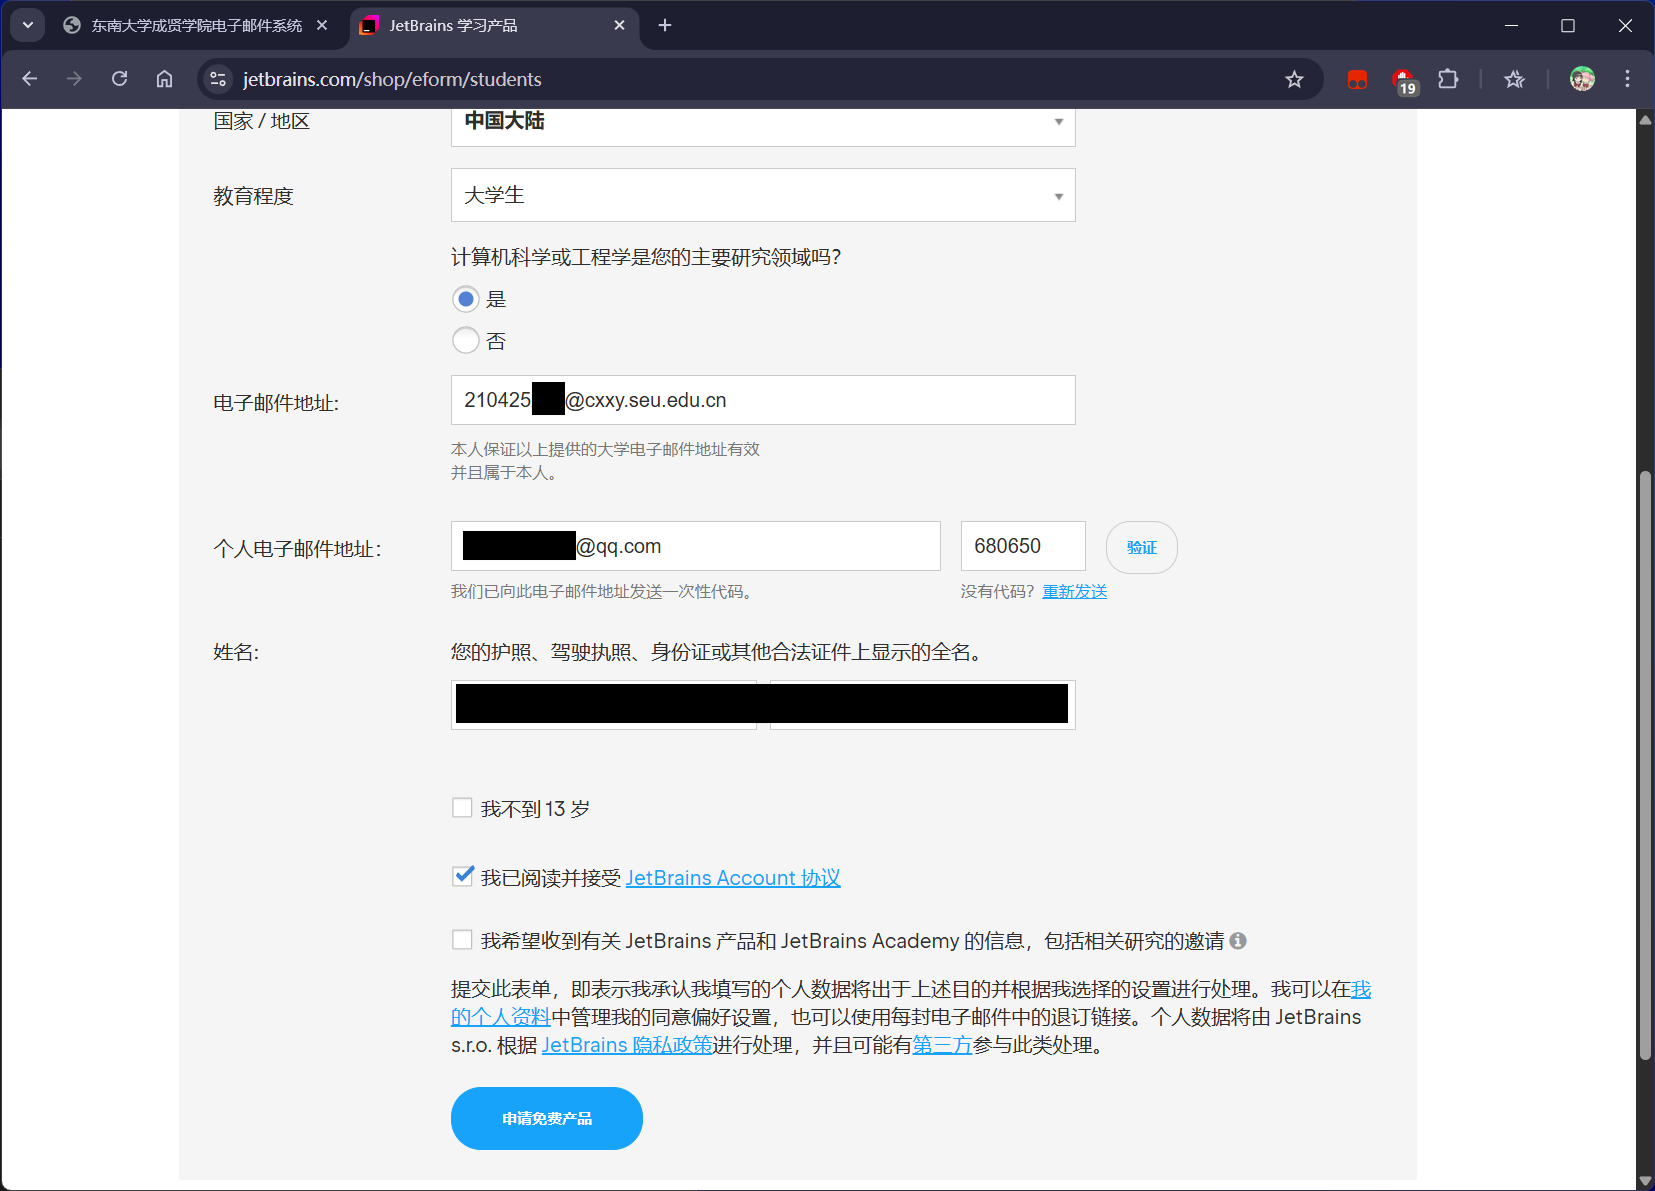 东南大学成贤学院电子邮件系统
JetBrains 学习产品
jetbrains.com/shop/eform/students
19
国家 / 地区
中国大陆
教育程度
大学生
计算机科学或工程学是您的主要研究领域吗？
是
否
电子邮件地址:
210425
@cxxy.seu.edu.cn
本人保证以上提供的大学电子邮件地址有效
并且属于本人。
个人电子邮件地址：
@qq.com
680650
验证
我们已向此电子邮件地址发送一次性代码。
没有代码？ 重新发送
姓名:
您的护照、驾驶执照、身份证或其他合法证件上显示的全名。
我不到 13 岁
我已阅读并接受 JetBrains Account 协议
我希望收到有关 JetBrains 产品和 JetBrains Academy 的信息，包括相关研究的邀请
提交此表单，即表示我承认我填写的个人数据将出于上述目的并根据我选择的设置进行处理。我可以在我
的个人资料中管理我的同意偏好设置，也可以使用每封电子邮件中的退订链接。个人数据将由 JetBrains
s.r.o. 根据 JetBrains 隐私政策进行处理，并且可能有第三方参与此类处理。
申请免费产品